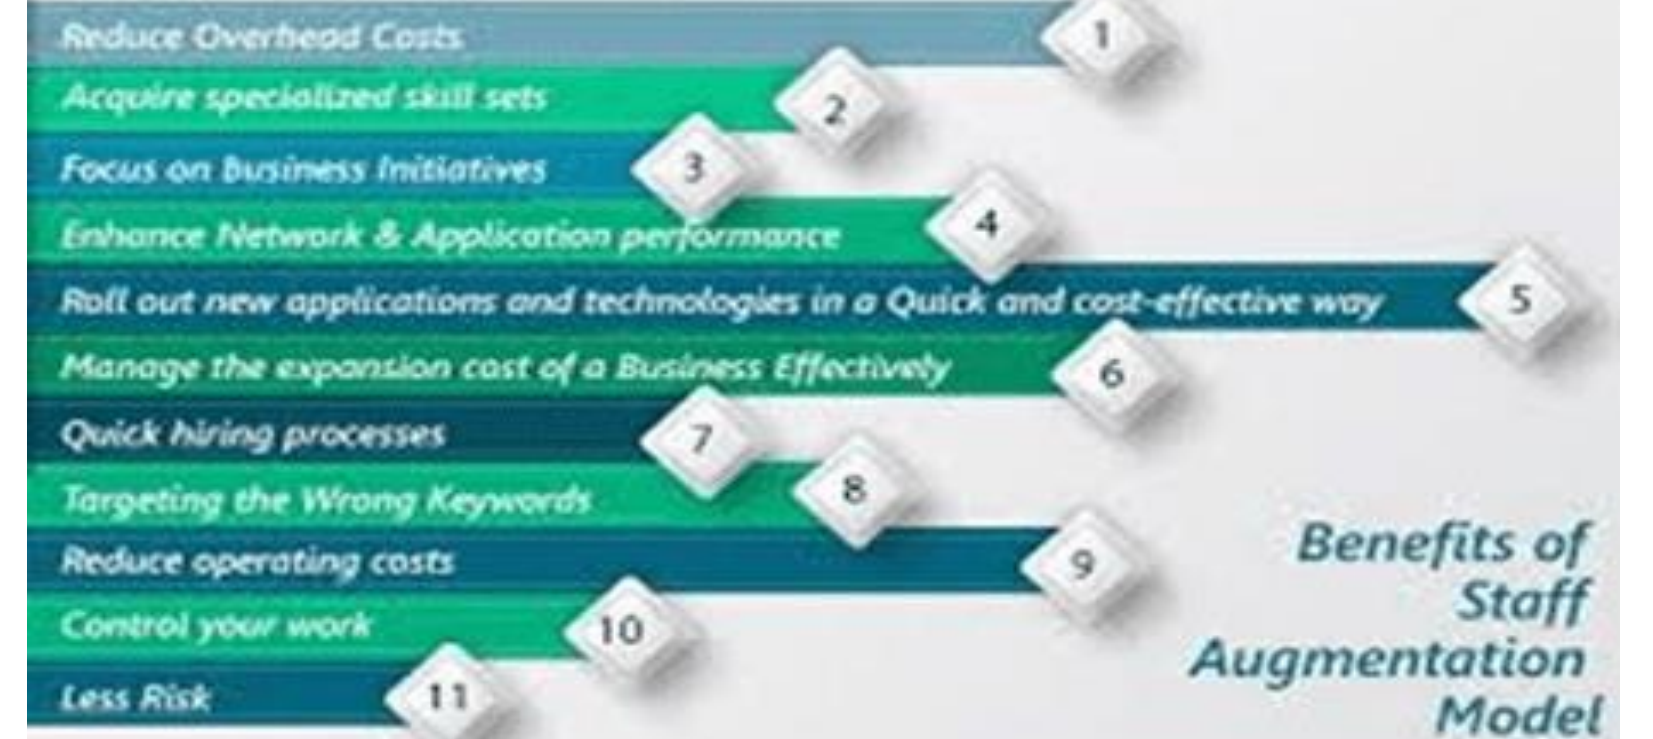 Reduce Overhead Costs
1
Acquire specialized skill sets
2
Focus on Business Initiatives
3
Enhance Network & Application performance
4
Roll out new applications and technologies in a Quick and cost-effective way
5
Manage the expansion cost of a Business Effectively
6
Quick hiring processes
7
Targeting the Wrong Keywords
8
Reduce operating costs
9
Control your work
10
Less Risk
11
Benefits of
Staff
Augmentation
Model